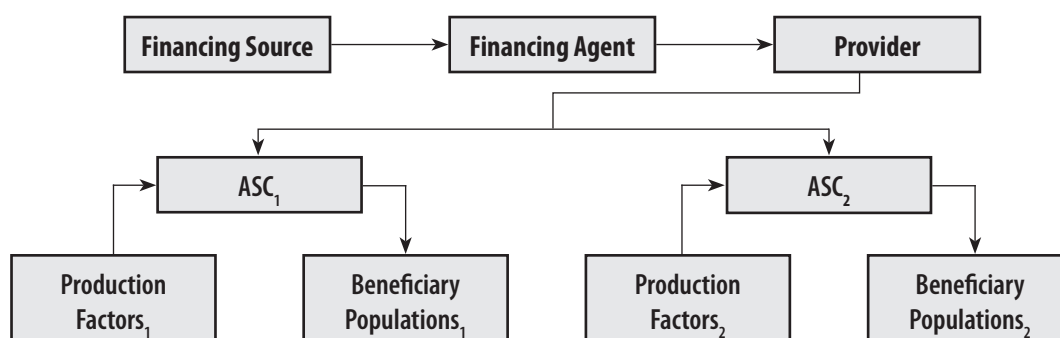 Financing Source
Financing Agent
Provider
ASC₁
ASC₂
Production
Factors₁
Beneficiary
Populations₁
Production
Factors₂
Beneficiary
Populations₂